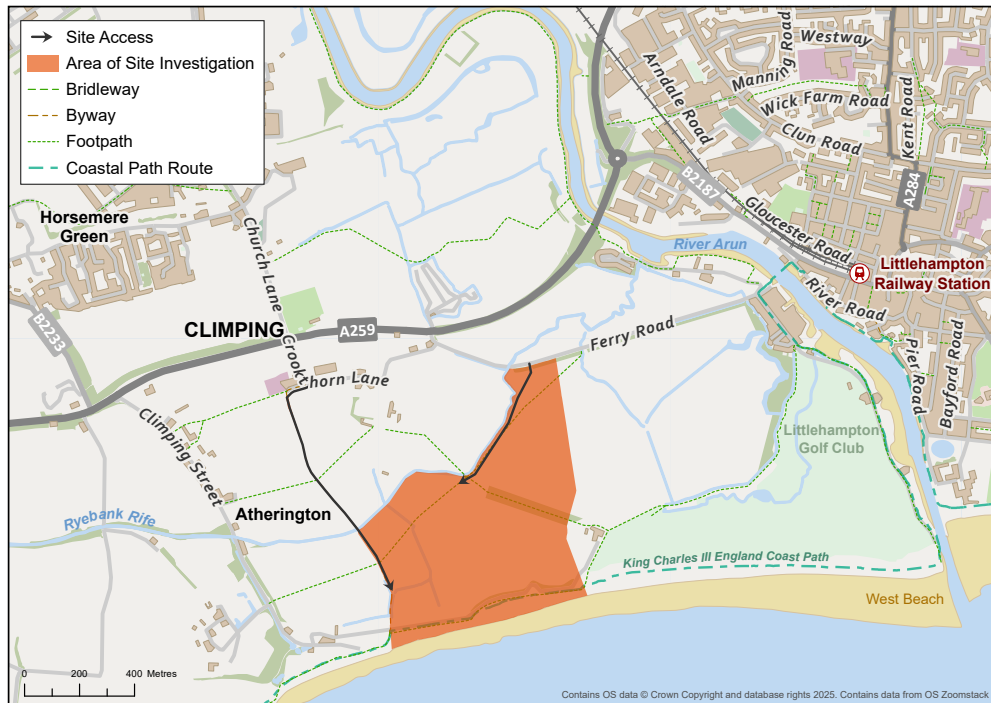 Site Access
Area of Site Investigation
Bridleway
Byway
Footpath
Coastal Path Route
Westway
Manning Road
Arndale Road
Wick Farm Road
Kent Road
Clun Road
B2187
A284
Gloucester Road
Horsemere
Green
Church Lane
River Arun
Littlehampton
Railway Station
River Road
B2233
CLIMPING
A259
Ferry Road
Crookthorn Lane
Pier Road
Bayford Road
Climping Street
Littlehampton
Golf Club
Atherington
Ryebank Rife
King Charles III England Coast Path
West Beach
0 200 400 Metres
Contains OS data © Crown Copyright and database rights 2025. Contains data from OS Zoomstack